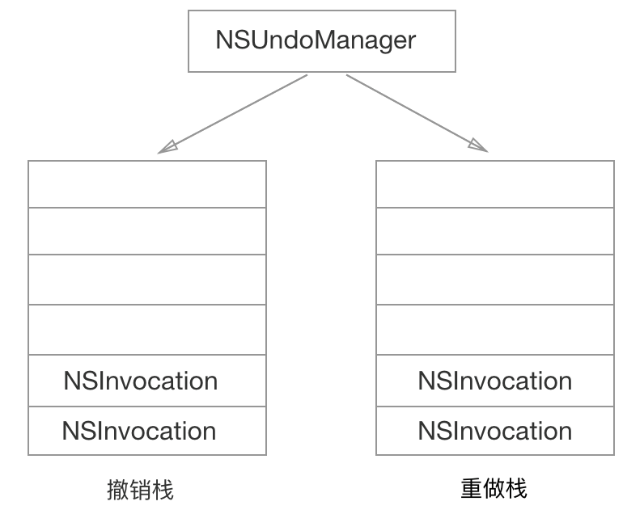 NSUndoManager
NSInvocation
NSInvocation
撤销栈
NSInvocation
NSInvocation
重做栈